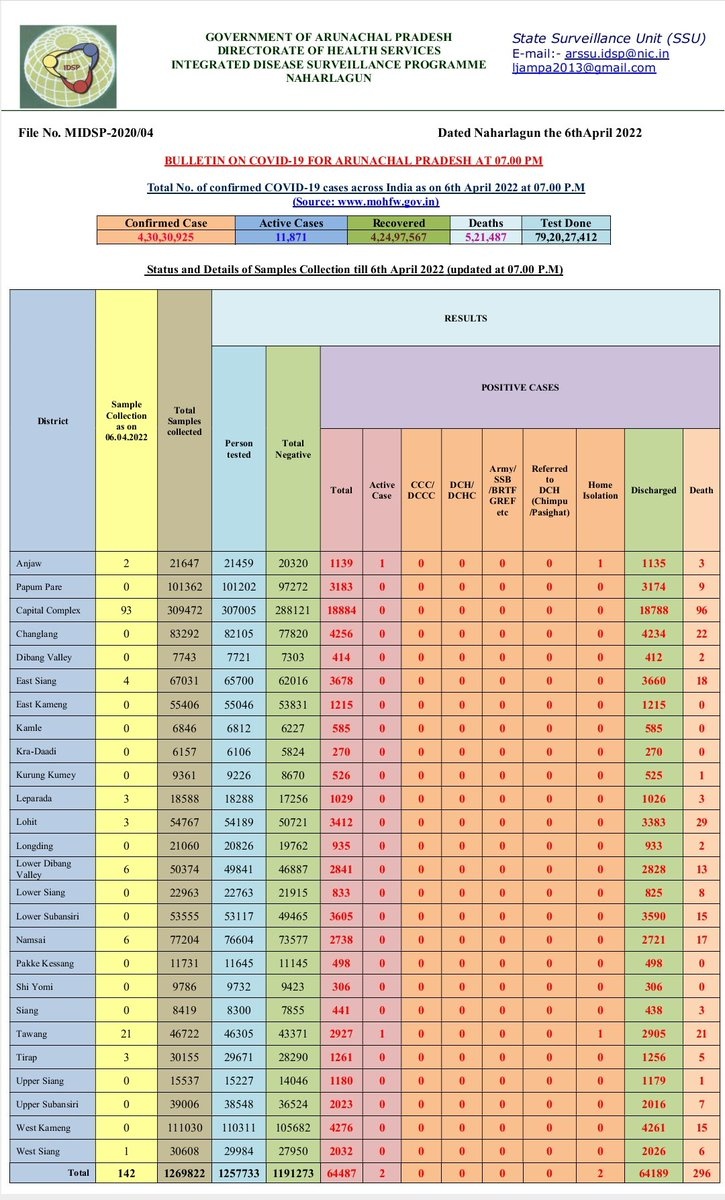 IDSP
GOVERNMENT OF ARUNACHAL PRADESH
DIRECTORATE OF HEALTH SERVICES
INTEGRATED DISEASE SURVEILLANCE PROGRAMME
NAHARLAGUN
State Surveillance Unit (SSU)
E-mail:- arssu.idsp@nic.in
ljampa2013@gmail.com
File No. MIDSP-2020/04 Dated Naharlagun the 6thApril 2022
BULLETIN ON COVID-19 FOR ARUNACHAL PRADESH AT 07.00 PM
Total No. of confirmed COVID-19 cases across India as on 6th April 2022 at 07.00 P.M
(Source: www.mohfw.gov.in)
Confirmed Case Active Cases Recovered Deaths Test Done
4,30,30,925 11,871 4,24,97,567 5,21,487 79,20,27,412
Status and Details of Samples Collection till 6th April 2022 (updated at 07.00 P.M)
District
Sample
Collection
as on
06.04.2022
Total
Samples
collected
RESULTS
Person
tested
Total
Negative
POSITIVE CASES
Total
Active
Case
CCC/
DCCC
DCH/
DCHC
Army/
SSB
/BRTF
GREF
etc
Referred
to
DCH
(Chimpu
/Pasighat)
Home
Isolation
Discharged
Death
Anjaw 2 21647 21459 20320 1139 1 0 0 0 0 1 1135 3
Papum Pare 0 101362 101202 97272 3183 0 0 0 0 0 0 3174 9
Capital Complex 93 309472 307005 288121 18884 0 0 0 0 0 0 18788 96
Changlang 0 83292 82105 77820 4256 0 0 0 0 0 0 4234 22
Dibang Valley 0 7743 7721 7303 414 0 0 0 0 0 0 412 2
East Siang 4 67031 65700 62016 3678 0 0 0 0 0 0 3660 18
East Kameng 0 55406 55046 53831 1215 0 0 0 0 0 0 1215 0
Kamle 0 6846 6812 6227 585 0 0 0 0 0 0 585 0
Kra-Daadi 0 6157 6106 5824 270 0 0 0 0 0 0 270 0
Kurung Kumey 0 9361 9226 8670 526 0 0 0 0 0 0 525 1
Leparada 3 18588 18288 17256 1029 0 0 0 0 0 0 1026 3
Lohit 3 54767 54189 50721 3412 0 0 0 0 0 0 3383 29
Longding 0 21060 20826 19762 935 0 0 0 0 0 0 933 2
Lower Dibang
Valley 6 50374 49841 46887 2841 0 0 0 0 0 0 2828 13
Lower Siang 0 22963 22763 21915 833 0 0 0 0 0 0 825 8
Lower Subansiri 0 53555 53117 49465 3605 0 0 0 0 0 0 3590 15
Namsai 6 77204 76604 73577 2738 0 0 0 0 0 0 2721 17
Pakke Kessang 0 11731 11645 11145 498 0 0 0 0 0 0 498 0
Shi Yomi 0 9786 9732 9423 306 0 0 0 0 0 0 306 0
Siang 0 8419 8300 7855 441 0 0 0 0 0 0 438 3
Tawang 21 46722 46305 43371 2927 1 0 0 0 0 1 2905 21
Tirap 3 30155 29671 28290 1261 0 0 0 0 0 0 1256 5
Upper Siang 0 15537 15227 14046 1180 0 0 0 0 0 0 1179 1
Upper Subansiri 0 39006 38548 36524 2023 0 0 0 0 0 0 2016 7
West Kameng 0 111030 110311 105682 4276 0 0 0 0 0 0 4261 15
West Siang 1 30608 29984 27950 2032 0 0 0 0 0 0 2026 6
Total 142 1269822 1257733 1191273 64487 2 0 0 0 0 2 64189 296